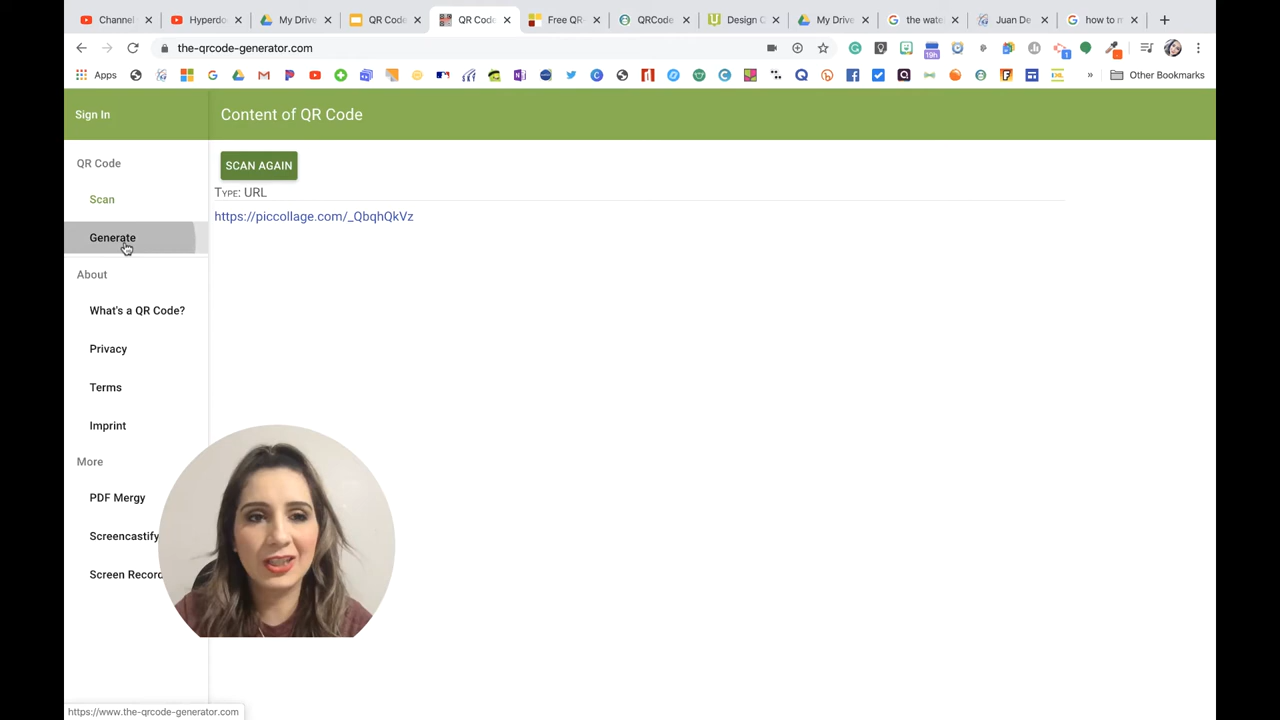 Channel
Hyperdo
My Drive
QR Code
QR Code
Free QR
QRCode
Design Q
My Drive
the wate
Juan De
how to m
the-qrcode-generator.com
19h
1
Apps
Other Bookmarks
Sign In
Content of QR Code
QR Code
SCAN AGAIN
Scan
TYPE: URL
https://piccollage.com/_QbqhQkVz
Generate
About
What's a QR Code?
Privacy
Terms
Imprint
More
PDF Mergy
Screencastify
Screen Record
https://www.the-qrcode-generator.com